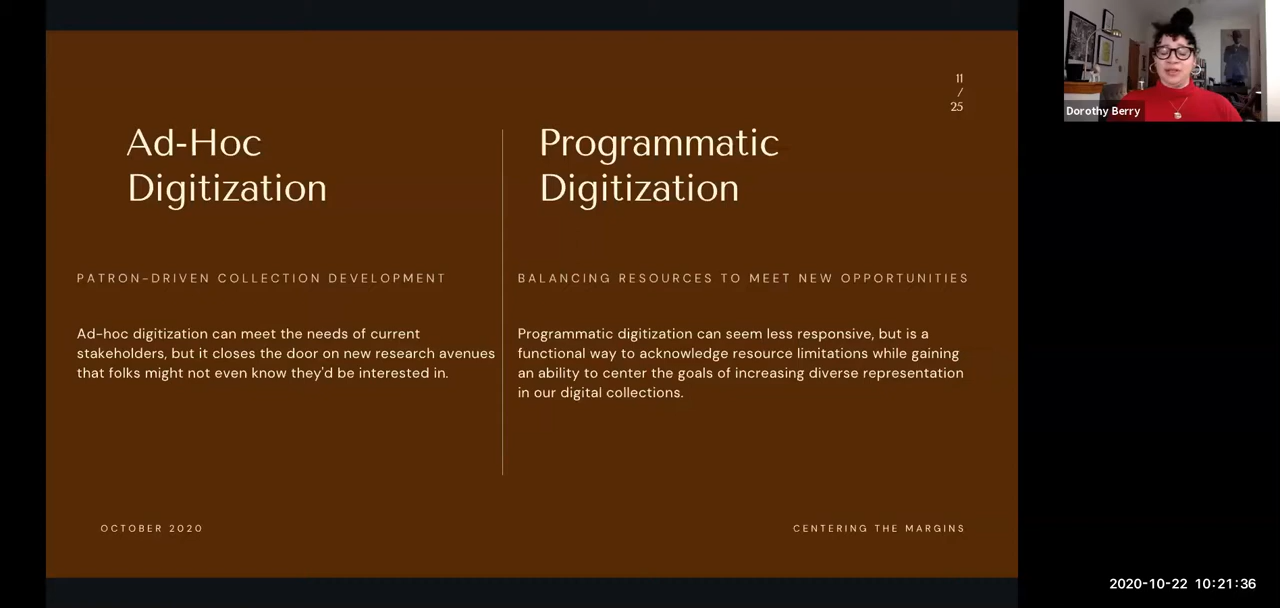 11
/
25
Ad-Hoc
Digitization
PATRON-DRIVEN COLLECTION DEVELOPMENT
Ad-hoc digitization can meet the needs of current
stakeholders, but it closes the door on new research avenues
that folks might not even know they'd be interested in.
Programmatic
Digitization
BALANCING RESOURCES TO MEET NEW OPPORTUNITIES
Programmatic digitization can seem less responsive, but is a
functional way to acknowledge resource limitations while gaining
an ability to center the goals of increasing diverse representation
in our digital collections.
OCTOBER 2020
CENTERING THE MARGINS
Dorothy Berry
2020-10-22 10:21:36